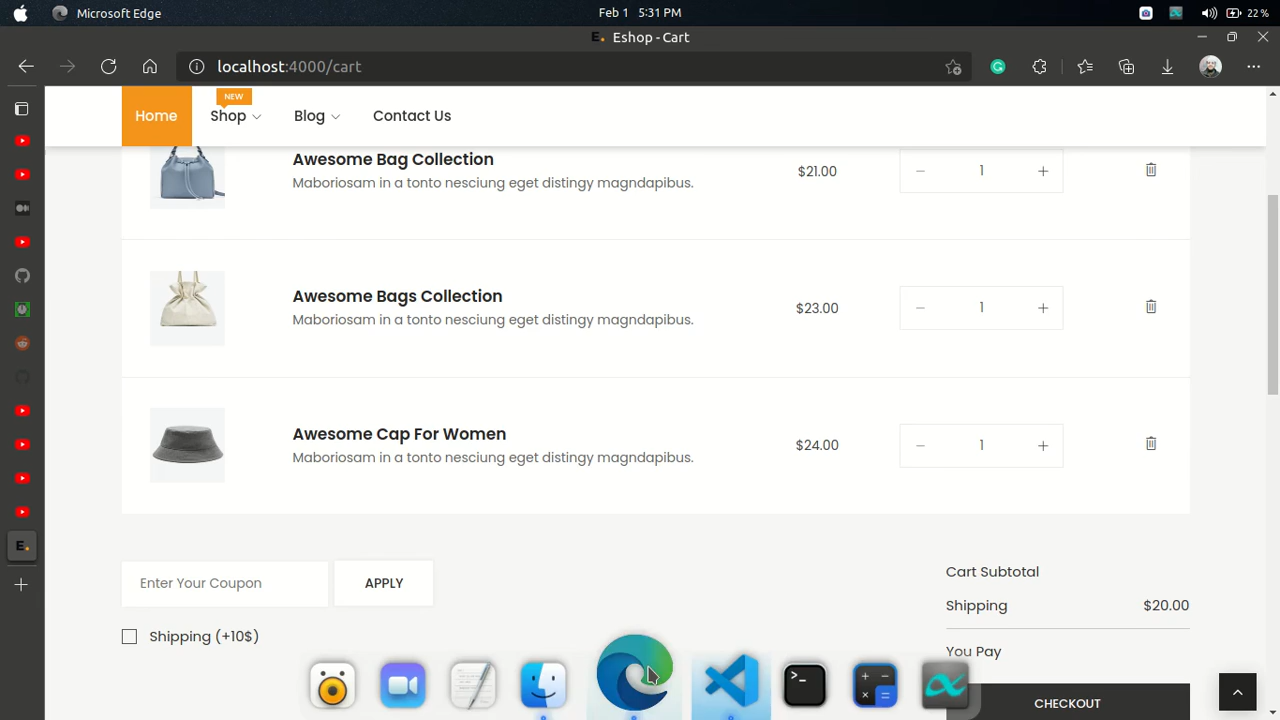 Microsoft Edge
Feb 1 5:31 PM
22 %
E. Eshop - Cart
localhost:4000/cart
NEW
Home
Shop
Blog
Contact Us
Awesome Bag Collection
Maboriosam in a tonto nesciung eget distingy magndapibus.
$21.00
− 1 +
Awesome Bags Collection
Maboriosam in a tonto nesciung eget distingy magndapibus.
$23.00
− 1 +
Awesome Cap For Women
Maboriosam in a tonto nesciung eget distingy magndapibus.
$24.00
− 1 +
E.
Enter Your Coupon
APPLY
Shipping (+10$)
Cart Subtotal
Shipping $20.00
You Pay
CHECKOUT